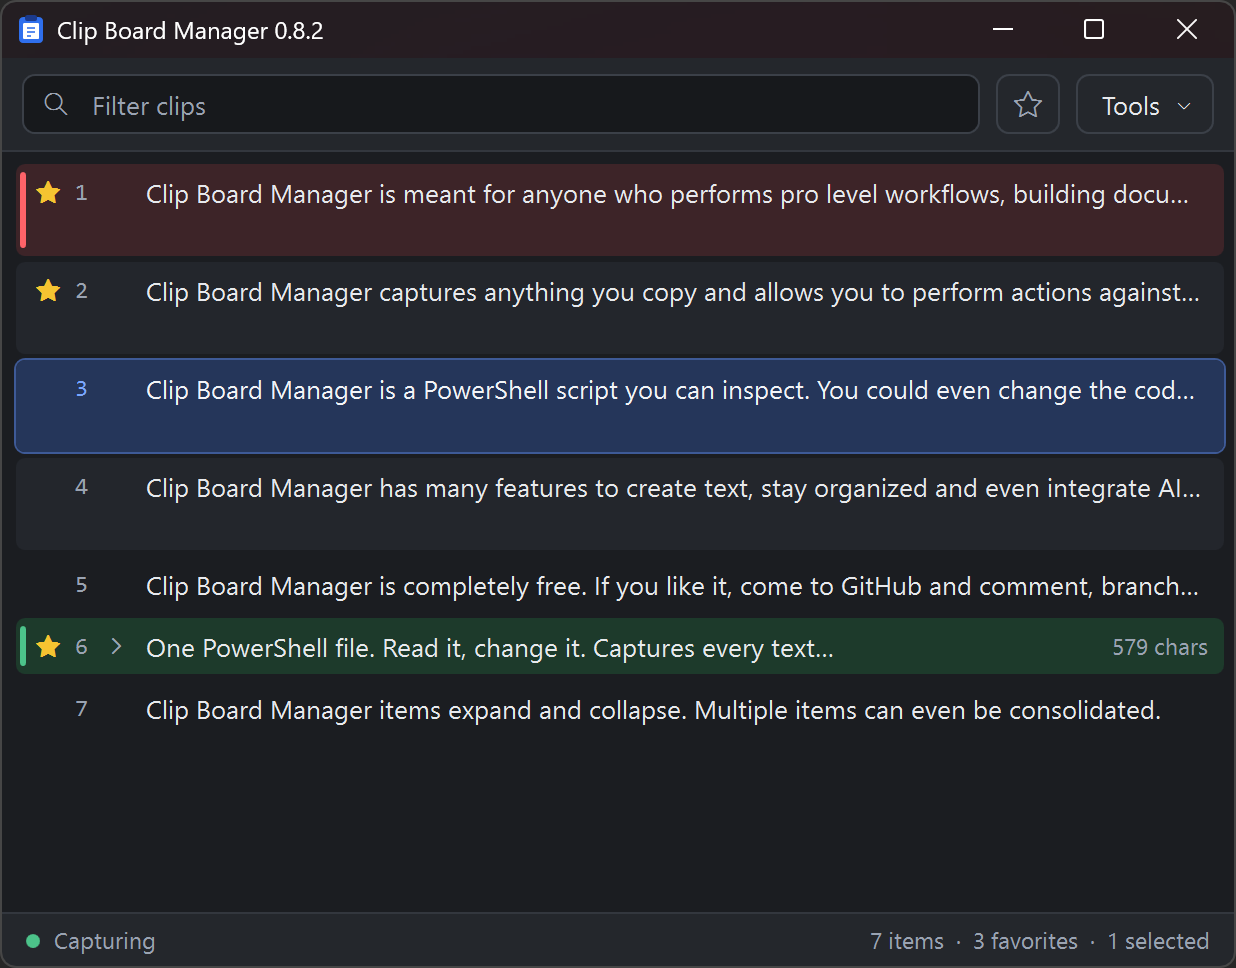 Clip Board Manager 0.8.2
Filter clips
Tools
1 Clip Board Manager is meant for anyone who performs pro level workflows, building docu...
2 Clip Board Manager captures anything you copy and allows you to perform actions against...
3 Clip Board Manager is a PowerShell script you can inspect. You could even change the cod...
4 Clip Board Manager has many features to create text, stay organized and even integrate AI...
5 Clip Board Manager is completely free. If you like it, come to GitHub and comment, branch...
6 One PowerShell file. Read it, change it. Captures every text... 579 chars
7 Clip Board Manager items expand and collapse. Multiple items can even be consolidated.
Capturing 7 items · 3 favorites · 1 selected